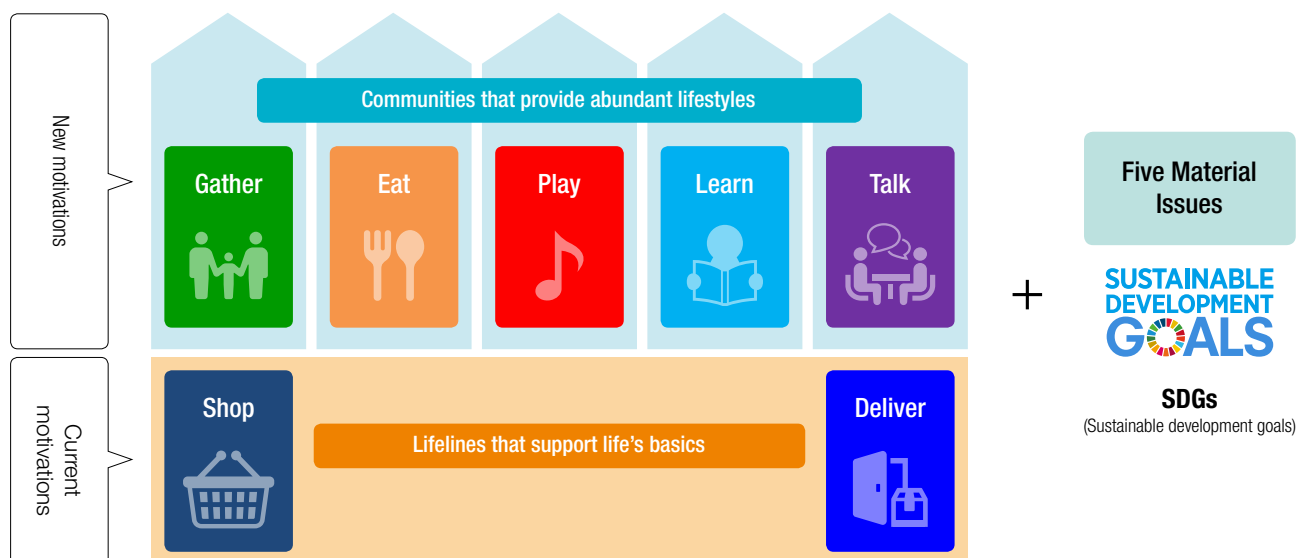 New motivations
Communities that provide abundant lifestyles
Gather
Eat
Play
Learn
Talk
Current
motivations
Shop
Lifelines that support life's basics
Deliver
+
Five Material
Issues
SUSTAINABLE
DEVELOPMENT
GOALS
SDGs
(Sustainable development goals)